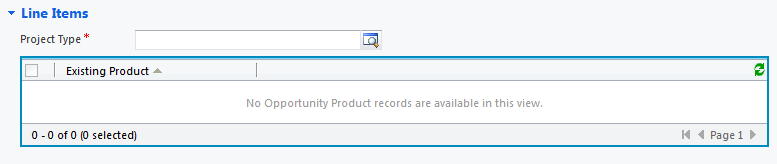 Line Items
Project Type *
Existing Product
No Opportunity Product records are available in this view.
0 - 0 of 0 (0 selected) Page 1